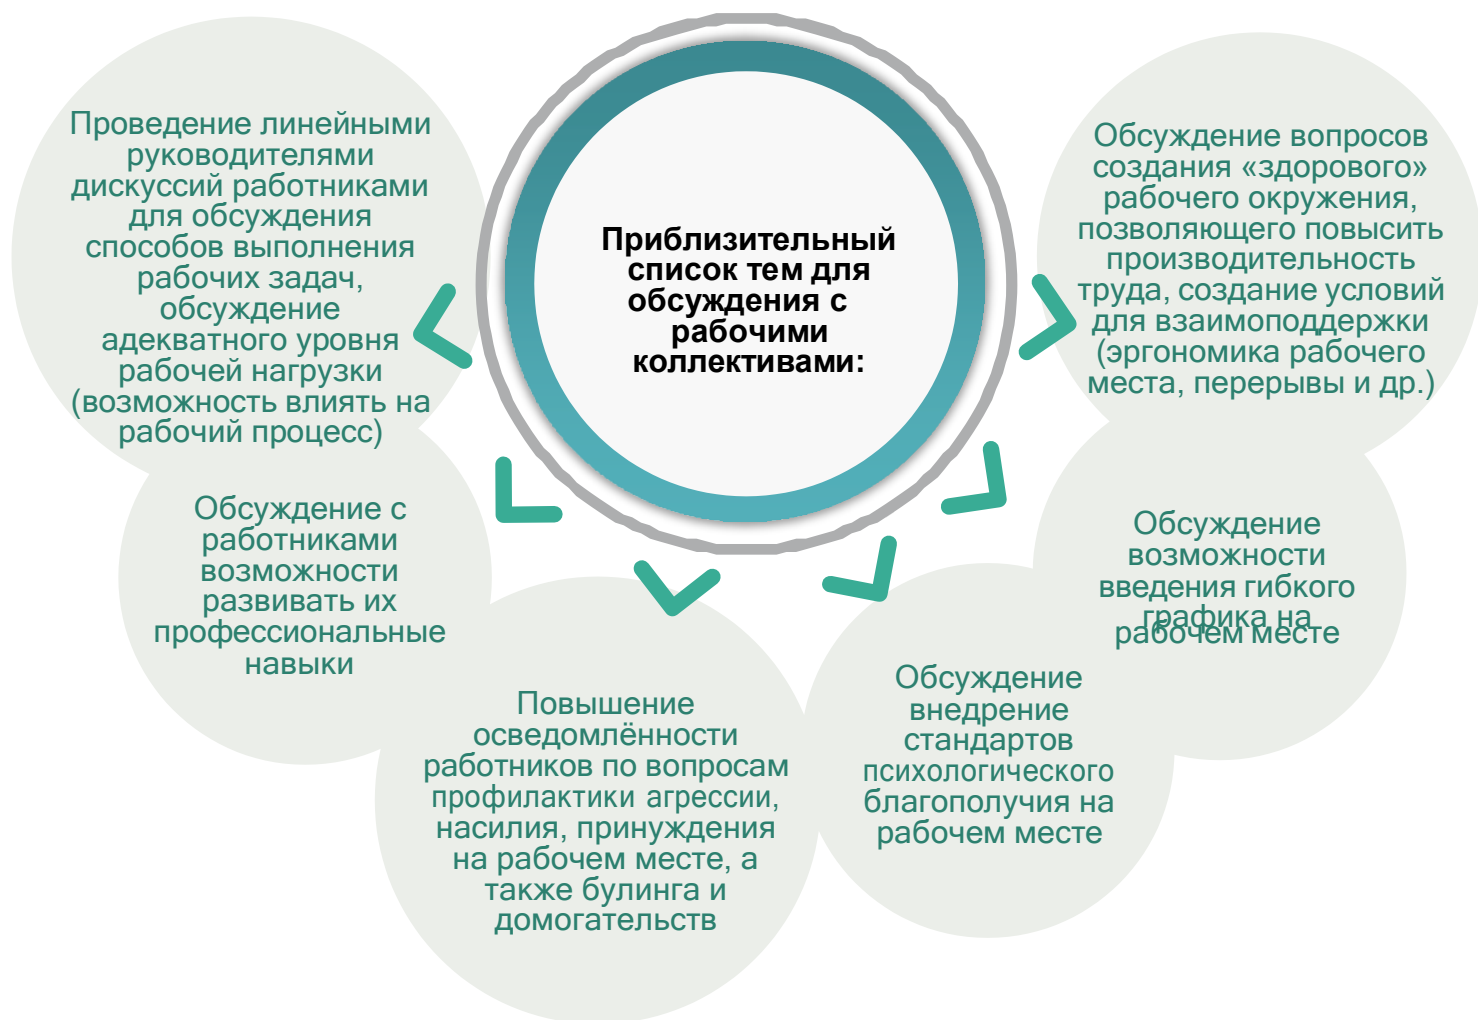 Приблизительный
список тем для
обсуждения с
рабочими
коллективами:
Проведение линейными
руководителями
дискуссий работниками
для обсуждения
способов выполнения
рабочих задач,
обсуждение
адекватного уровня
рабочей нагрузки
(возможность влиять на
рабочий процесс)
Обсуждение с
работниками
возможности
развивать их
профессиональные
навыки
Повышение
осведомлённости
работников по вопросам
профилактики агрессии,
насилия, принуждения
на рабочем месте, а
также булинга и
домогательств
Обсуждение
внедрение
стандартов
психологического
благополучия на
рабочем месте
Обсуждение
возможности
введения гибкого
графика на
рабочем месте
Обсуждение вопросов
создания «здорового»
рабочего окружения,
позволяющего повысить
производительность
труда, создание условий
для взаимоподдержки
(эргономика рабочего
места, перерывы и др.)